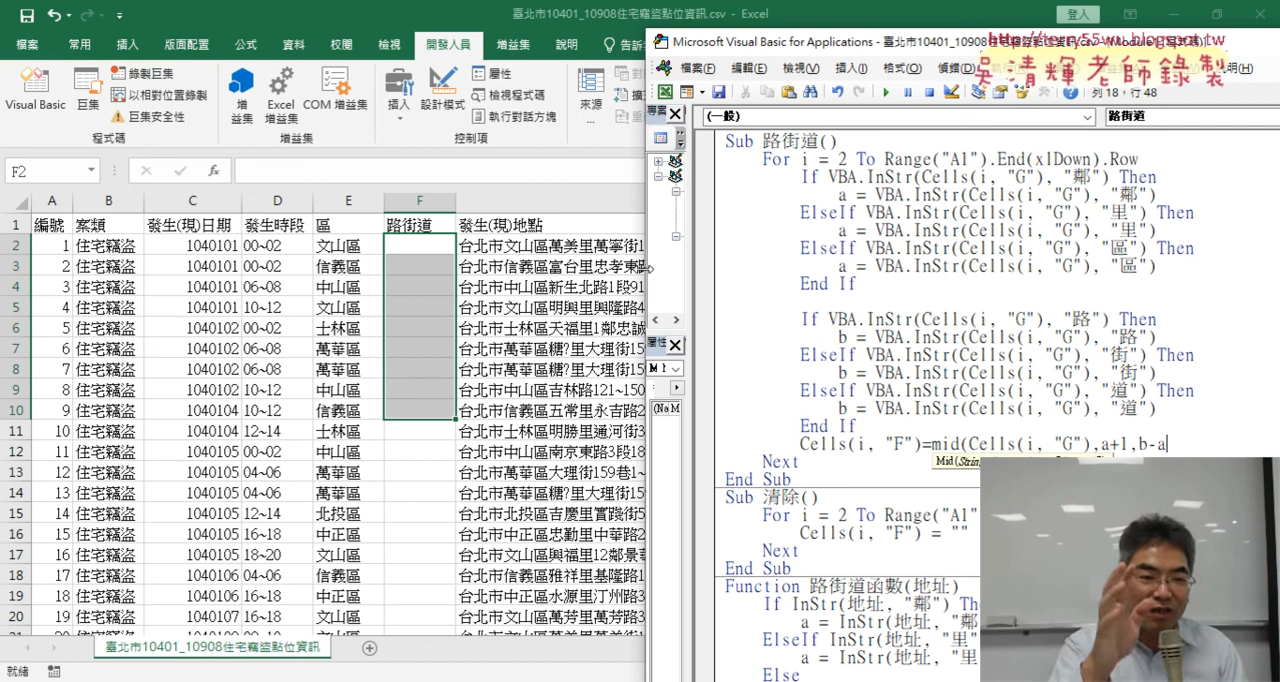 臺北市10401_10908住宅竊盜點位資訊.csv - Excel
登入
檔案 常用 插入 版面配置 公式 資料 校閱 檢視 開發人員 增益集 說明 告訴
Visual Basic 巨集 錄製巨集 以相對位置錄製 巨集安全性 程式碼
增益集 Excel 增益集 COM 增益集 增益集
插入 設計模式 屬性 檢視程式碼 執行對話方塊 控制項
來源
F2
fx
A B C D E F
1 編號 案類 發生(現)日期 發生時段 區 路街道 發生(現)地點
2 1 住宅竊盜 1040101 00~02 文山區 台北市文山區萬美里萬寧街1
3 2 住宅竊盜 1040101 00~02 信義區 台北市信義區富台里忠孝東路
4 3 住宅竊盜 1040101 06~08 中山區 台北市中山區新生北路1段91
5 4 住宅竊盜 1040101 10~12 文山區 台北市文山區明興里興隆路4
6 5 住宅竊盜 1040102 00~02 士林區 台北市士林區天福里1鄰忠誠
7 6 住宅竊盜 1040102 06~08 萬華區 台北市萬華區糖?里大理街15
8 7 住宅竊盜 1040102 06~08 萬華區 台北市萬華區糖?里大理街15
9 8 住宅竊盜 1040102 10~12 中山區 台北市中山區吉林路121~150
10 9 住宅竊盜 1040104 10~12 信義區 台北市信義區五常里永吉路2
11 10 住宅竊盜 1040104 12~14 士林區 台北市士林區明勝里通河街3
12 11 住宅竊盜 1040105 00~02 中山區 台北市中山區南京東路3段18
13 12 住宅竊盜 1040105 04~06 萬華區 台北市萬華區大理街159巷1~
14 13 住宅竊盜 1040105 04~06 萬華區 台北市萬華區糖?里大理街15
15 14 住宅竊盜 1040105 12~14 北投區 台北市北投區吉慶里實踐街5
16 15 住宅竊盜 1040105 16~18 中正區 台北市中正區忠勤里中華路
17 16 住宅竊盜 1040105 18~20 文山區 台北市文山區興福里12鄰景華
18 17 住宅竊盜 1040106 04~06 信義區 台北市信義區雅祥里基隆路1
19 18 住宅竊盜 1040106 16~18 中正區 台北市中正區水源里汀州路3
20 19 住宅竊盜 1040107 16~18 文山區 台北市文山區萬芳里萬芳路3
臺北市10401_10908住宅竊盜點位資訊
就緒
Microsoft Visual Basic for Applications - 臺北市10401_1090
吳清輝老師錄製
檔案(F) 編輯(E) 檢視(V) 插入(I) 格式(O) 偵錯(D)
列 18，行 48
專案
(一般) 路街道
Sub 路街道()
For i = 2 To Range("A1").End(xlDown).Row
If VBA.InStr(Cells(i, "G"), "鄰") Then
a = VBA.InStr(Cells(i, "G"), "鄰")
ElseIf VBA.InStr(Cells(i, "G"), "里") Then
a = VBA.InStr(Cells(i, "G"), "里")
ElseIf VBA.InStr(Cells(i, "G"), "區") Then
a = VBA.InStr(Cells(i, "G"), "區")
End If
If VBA.InStr(Cells(i, "G"), "路") Then
b = VBA.InStr(Cells(i, "G"), "路")
ElseIf VBA.InStr(Cells(i, "G"), "街") Then
b = VBA.InStr(Cells(i, "G"), "街")
ElseIf VBA.InStr(Cells(i, "G"), "道") Then
b = VBA.InStr(Cells(i, "G"), "道")
End If
Cells(i, "F")=mid(Cells(i, "G"),a+1,b-a
Next
End Sub
Sub 清除()
For i = 2 To Range("A1"
Cells(i, "F") = ""
Next
End Sub
Function 路街道函數(地址)
If InStr(地址, "鄰") The
a = InStr(地址, "鄰
ElseIf InStr(地址, "里
a = InStr(地址, "里
Else